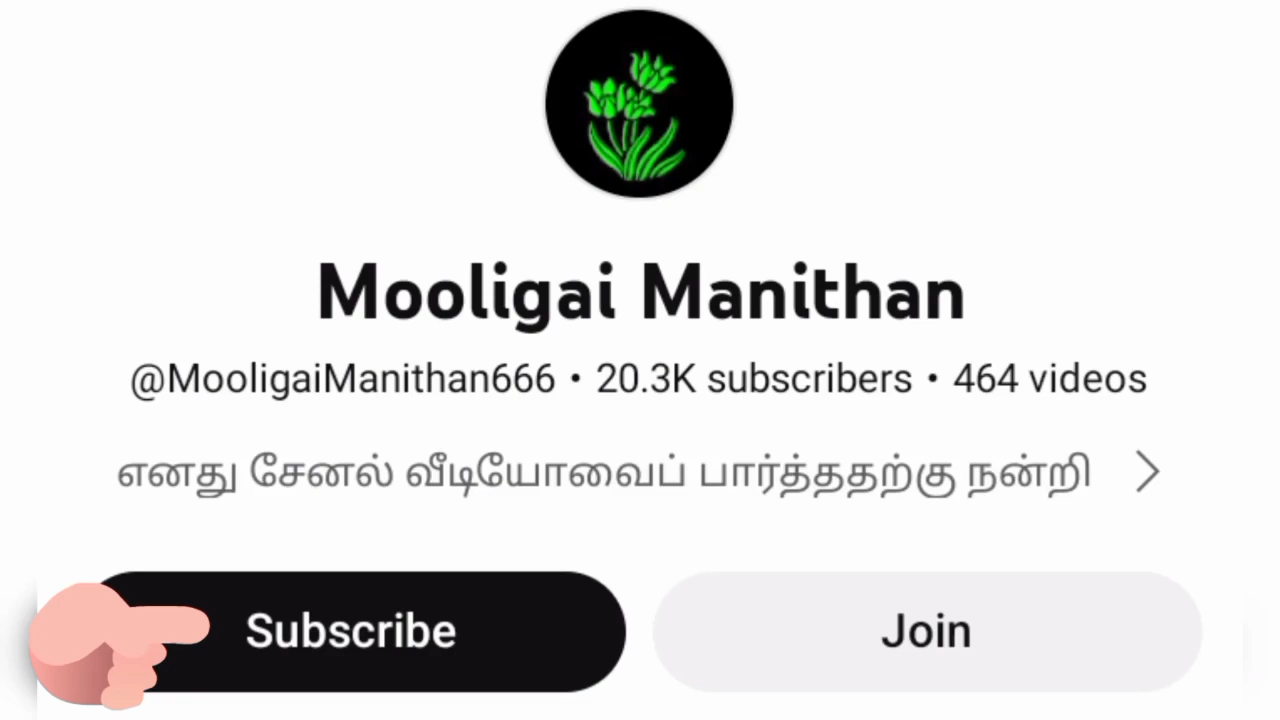 Mooligai Manithan
@MooligaiManithan666 • 20.3K subscribers • 464 videos
எனது சேனல் வீடியோவைப் பார்த்ததற்கு நன்றி
Subscribe
Join